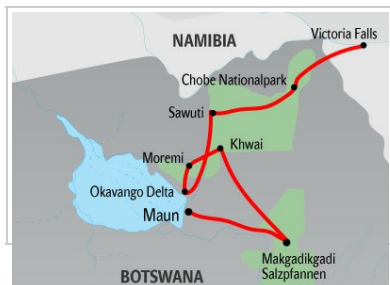 Victoria Falls
NAMIBIA
Chobe Nationalpark
Sawuti
Khwai
Moremi
Okavango Delta
Maun
Makgadikgadi
Salzpfannen
BOTSWANA